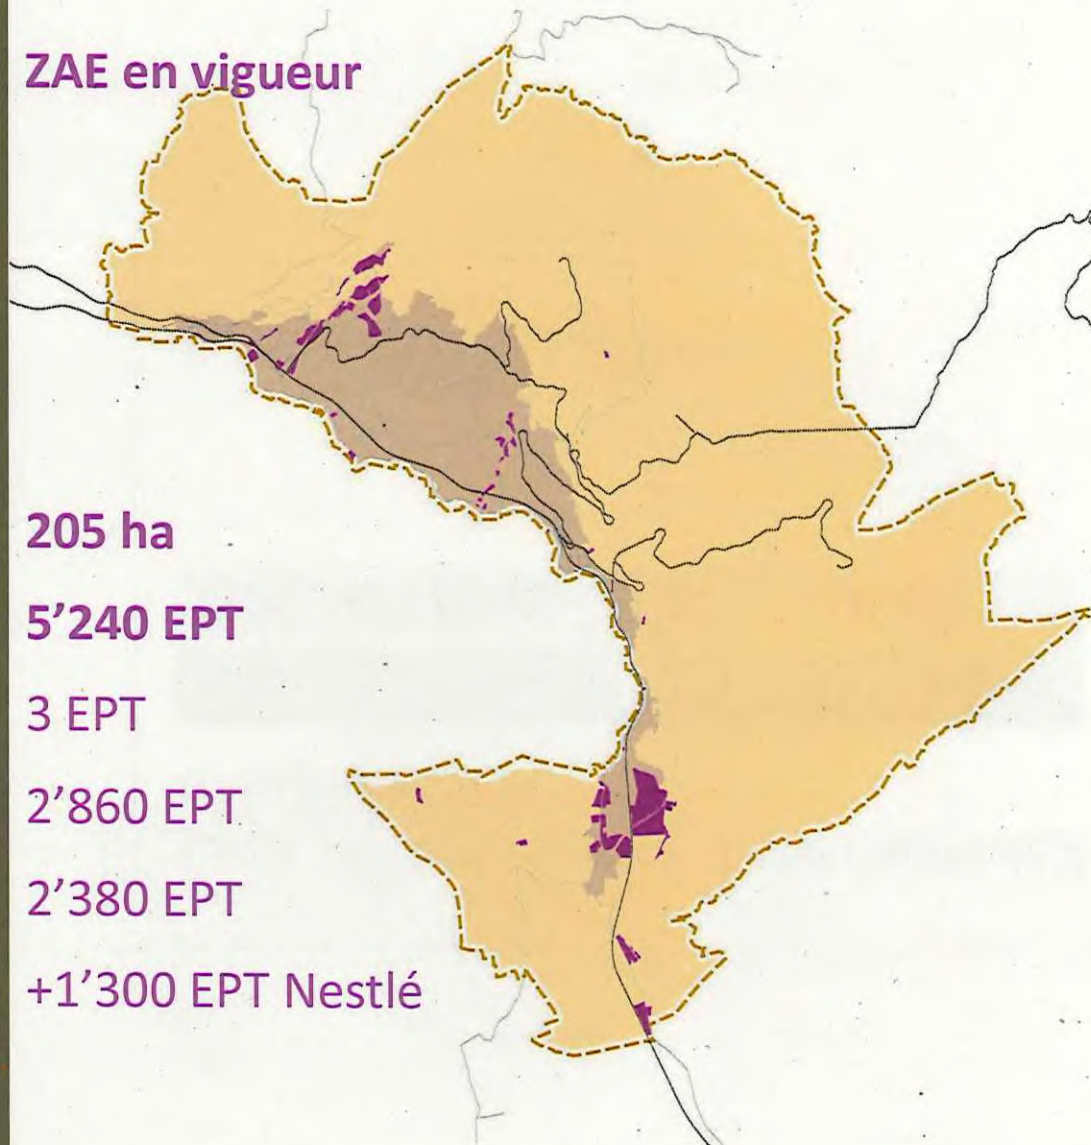 ZAE en vigueur
205 ha
5’240 EPT
3 EPT
2’860 EPT
2’380 EPT
+1’300 EPT Nestlé